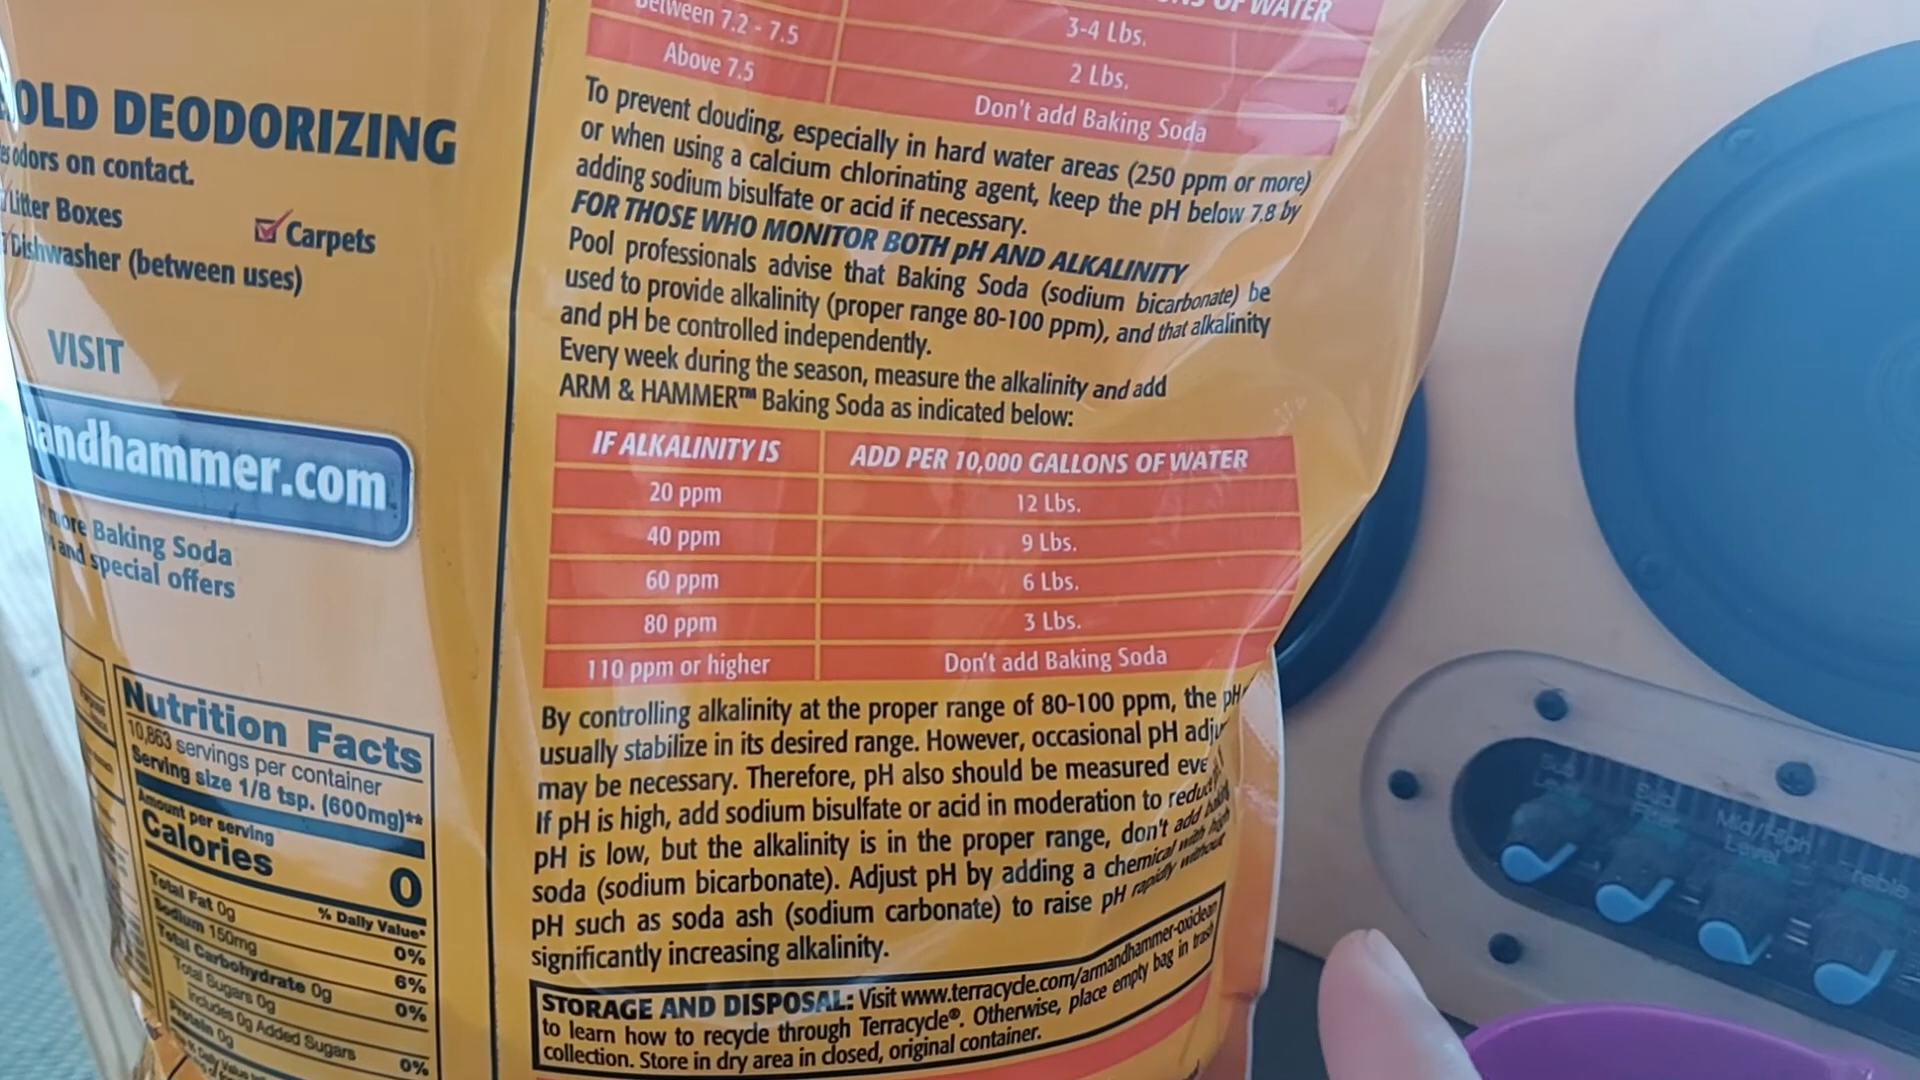 OLD DEODORIZING
odors on contact.
Litter Boxes
Carpets
Dishwasher (between uses)
VISIT
andhammer.com
more Baking Soda
and special offers
Nutrition Facts
10,863 servings per container
Serving size 1/8 tsp. (600mg)**
Amount per serving
Calories 0
% Daily Value*
Total Fat 0g 0%
Sodium 150mg 6%
Total Carbohydrate 0g 0%
Total Sugars 0g
Includes 0g Added Sugars 0%
Protein 0g
OF WATER
Between 7.2 - 7.5 3-4 Lbs.
Above 7.5 2 Lbs.
Don't add Baking Soda
To prevent clouding, especially in hard water areas (250 ppm or more)
or when using a calcium chlorinating agent, keep the pH below 7.8 by
adding sodium bisulfate or acid if necessary.
FOR THOSE WHO MONITOR BOTH pH AND ALKALINITY
Pool professionals advise that Baking Soda (sodium bicarbonate) be
used to provide alkalinity (proper range 80-100 ppm), and that alkalinity
and pH be controlled independently.
Every week during the season, measure the alkalinity and add
ARM & HAMMER™ Baking Soda as indicated below:
IF ALKALINITY IS ADD PER 10,000 GALLONS OF WATER
20 ppm 12 Lbs.
40 ppm 9 Lbs.
60 ppm 6 Lbs.
80 ppm 3 Lbs.
110 ppm or higher Don't add Baking Soda
By controlling alkalinity at the proper range of 80-100 ppm, the pH
usually stabilize in its desired range. However, occasional pH adju
may be necessary. Therefore, pH also should be measured eve
If pH is high, add sodium bisulfate or acid in moderation to reduce
pH is low, but the alkalinity is in the proper range, don't add baking
soda (sodium bicarbonate). Adjust pH by adding a chemical with high
pH such as soda ash (sodium carbonate) to raise pH rapidly without
significantly increasing alkalinity.
STORAGE AND DISPOSAL: Visit www.terracycle.com/armandhammer-oxiclean
to learn how to recycle through Terracycle®. Otherwise, place empty bag in trash
collection. Store in dry area in closed, original container.
Sub
Level
Mid/High
Level
Treble